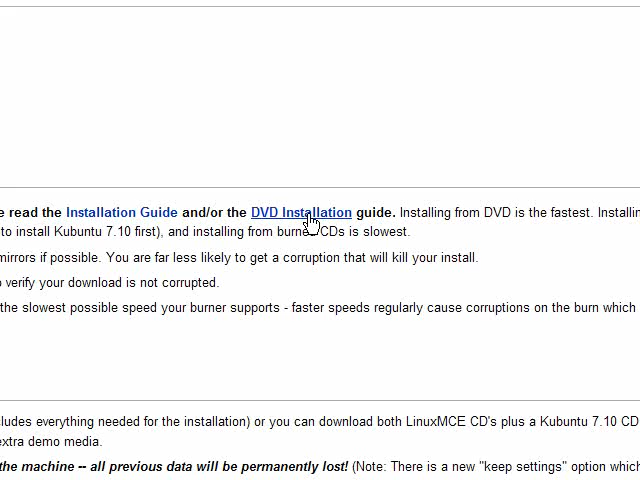 e read the Installation Guide and/or the DVD Installation guide. Installing from DVD is the fastest. Installin
to install Kubuntu 7.10 first), and installing from burne CDs is slowest.
mirrors if possible. You are far less likely to get a corruption that will kill your install.
o verify your download is not corrupted.
the slowest possible speed your burner supports - faster speeds regularly cause corruptions on the burn which
cludes everything needed for the installation) or you can download both LinuxMCE CD's plus a Kubuntu 7.10 CD
extra demo media.
the machine -- all previous data will be permanently lost! (Note: There is a new "keep settings" option which